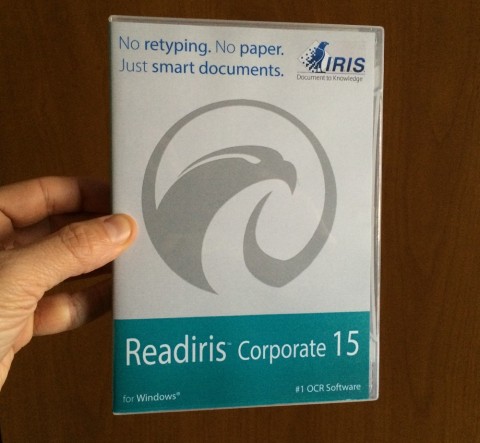 No retyping. No paper.
Just smart documents.
IRIS
Document to Knowledge
Readiris™ Corporate 15
for Windows®
#1 OCR Software